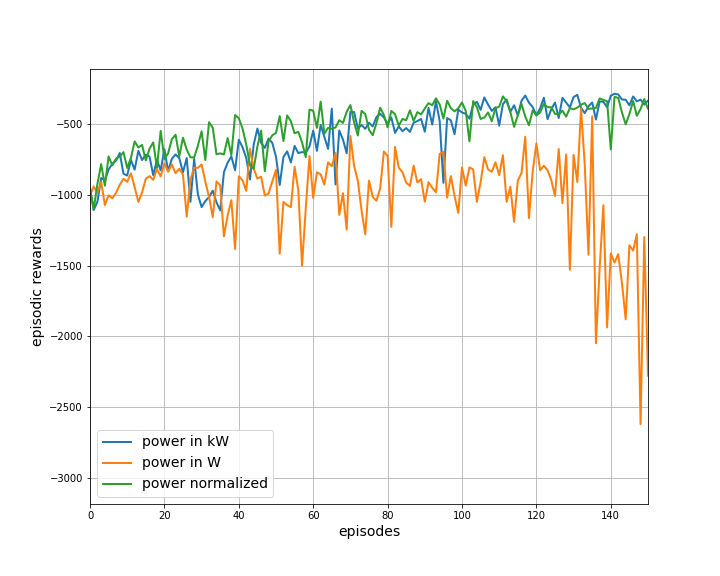 −500
−1000
−1500
−2000
−2500
−3000
episodic rewards
power in kW
power in W
power normalized
0 20 40 60 80 100 120 140
episodes